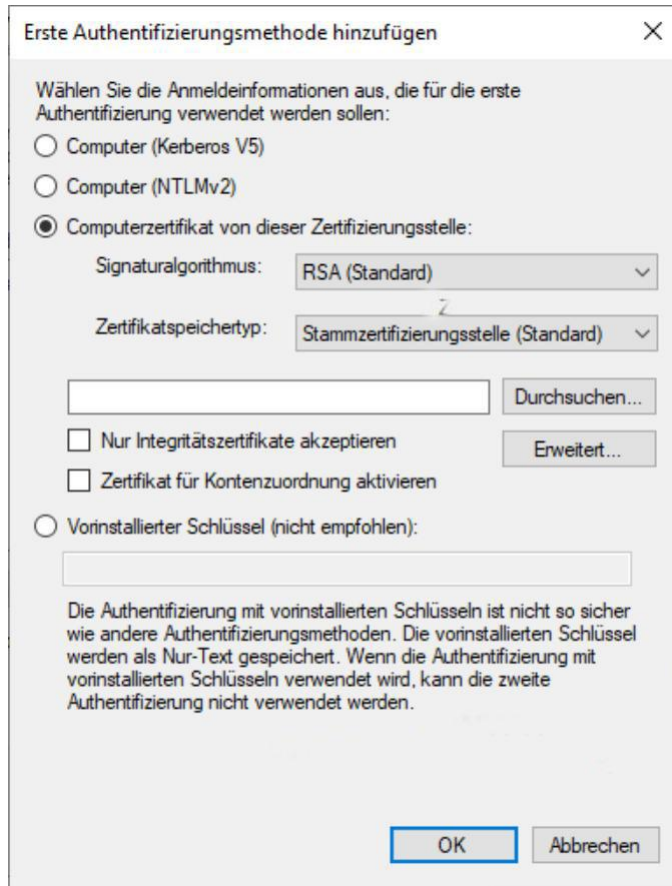 Erste Authentifizierungsmethode hinzufügen
Wählen Sie die Anmeldeinformationen aus, die für die erste
Authentifizierung verwendet werden sollen:
Computer (Kerberos V5)
Computer (NTLMv2)
Computerzertifikat von dieser Zertifizierungsstelle:
Signaturalgorithmus: RSA (Standard)
Zertifikatspeichertyp: Stammzertifizierungsstelle (Standard)
Durchsuchen...
Nur Integritätszertifikate akzeptieren
Erweitert...
Zertifikat für Kontenzuordnung aktivieren
Vorinstallierter Schlüssel (nicht empfohlen):
Die Authentifizierung mit vorinstallierten Schlüsseln ist nicht so sicher
wie andere Authentifizierungsmethoden. Die vorinstallierten Schlüssel
werden als Nur-Text gespeichert. Wenn die Authentifizierung mit
vorinstallierten Schlüsseln verwendet wird, kann die zweite
Authentifizierung nicht verwendet werden.
OK Abbrechen